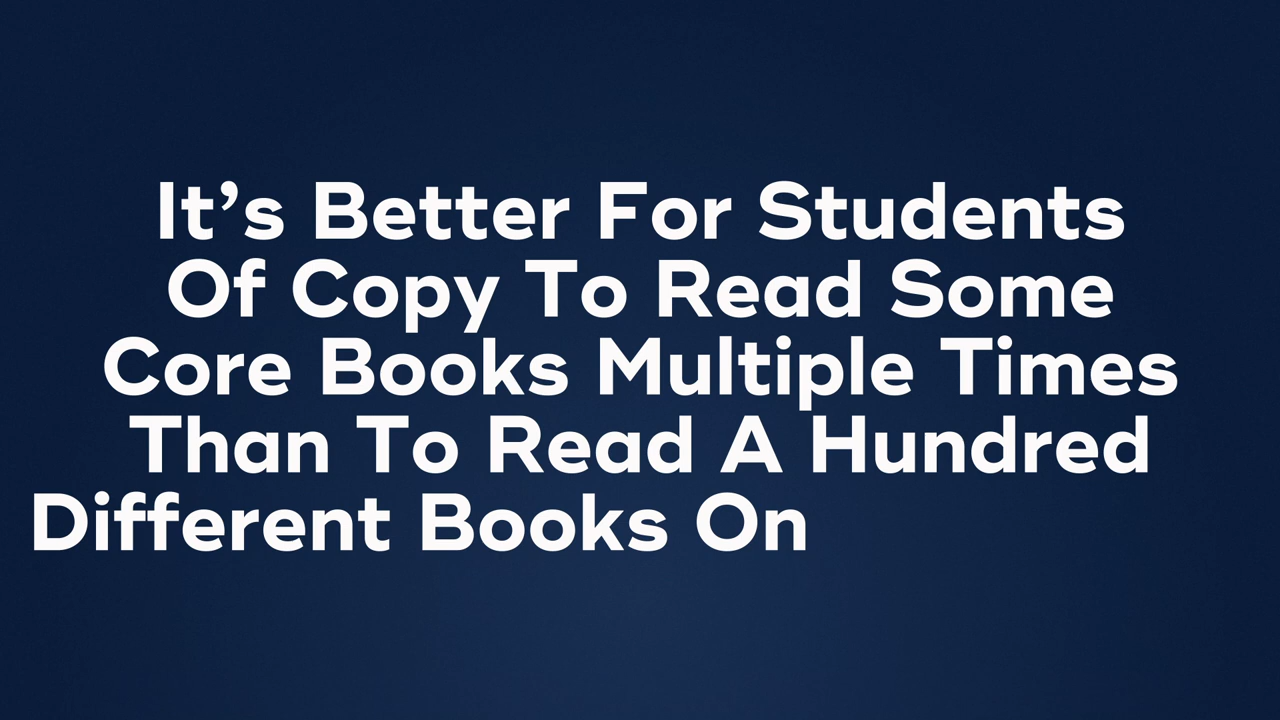 It’s Better For Students
Of Copy To Read Some
Core Books Multiple Times
Than To Read A Hundred
Different Books On